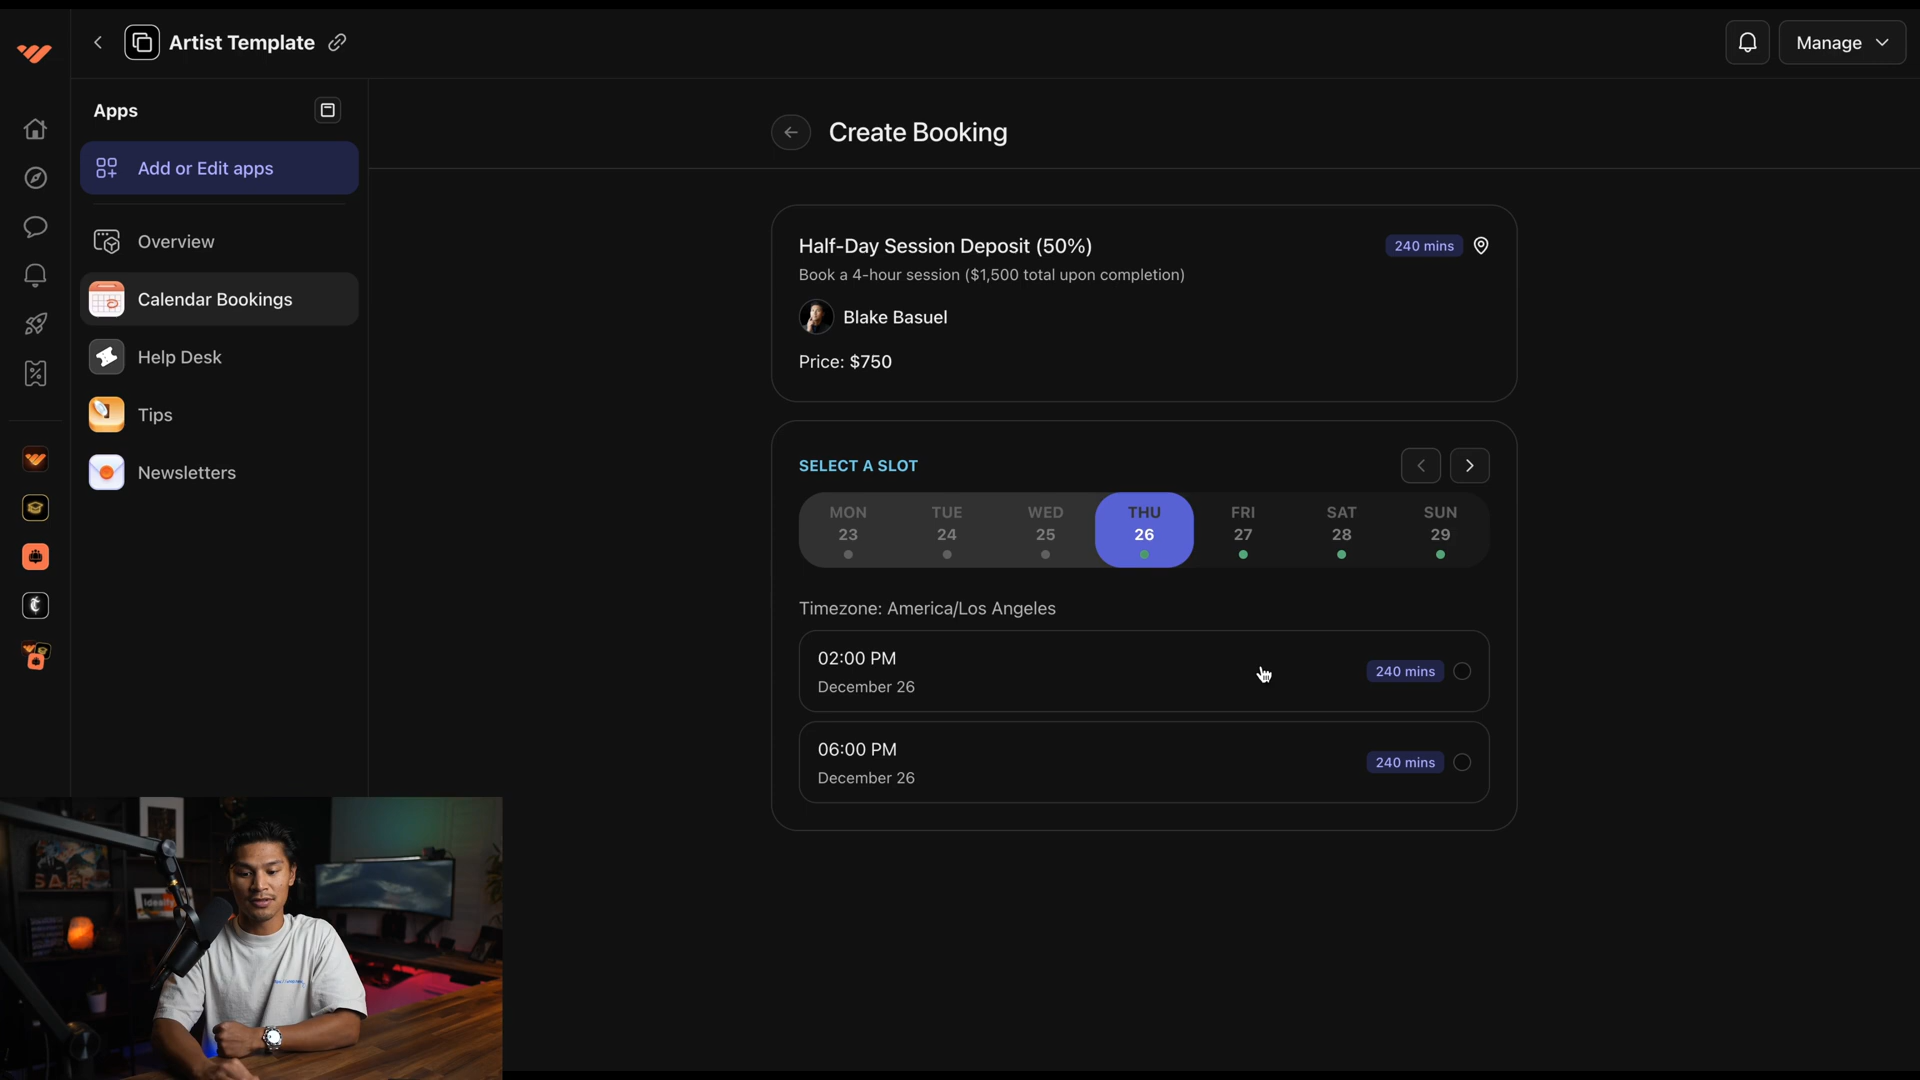 Artist Template
Manage
Apps
Add or Edit apps
Overview
Calendar Bookings
Help Desk
Tips
Newsletters
Create Booking
Half-Day Session Deposit (50%)
240 mins
Book a 4-hour session ($1,500 total upon completion)
Blake Basuel
Price: $750
SELECT A SLOT
MON TUE WED THU FRI SAT SUN
23 24 25 26 27 28 29
Timezone: America/Los Angeles
02:00 PM
December 26
240 mins
06:00 PM
December 26
240 mins